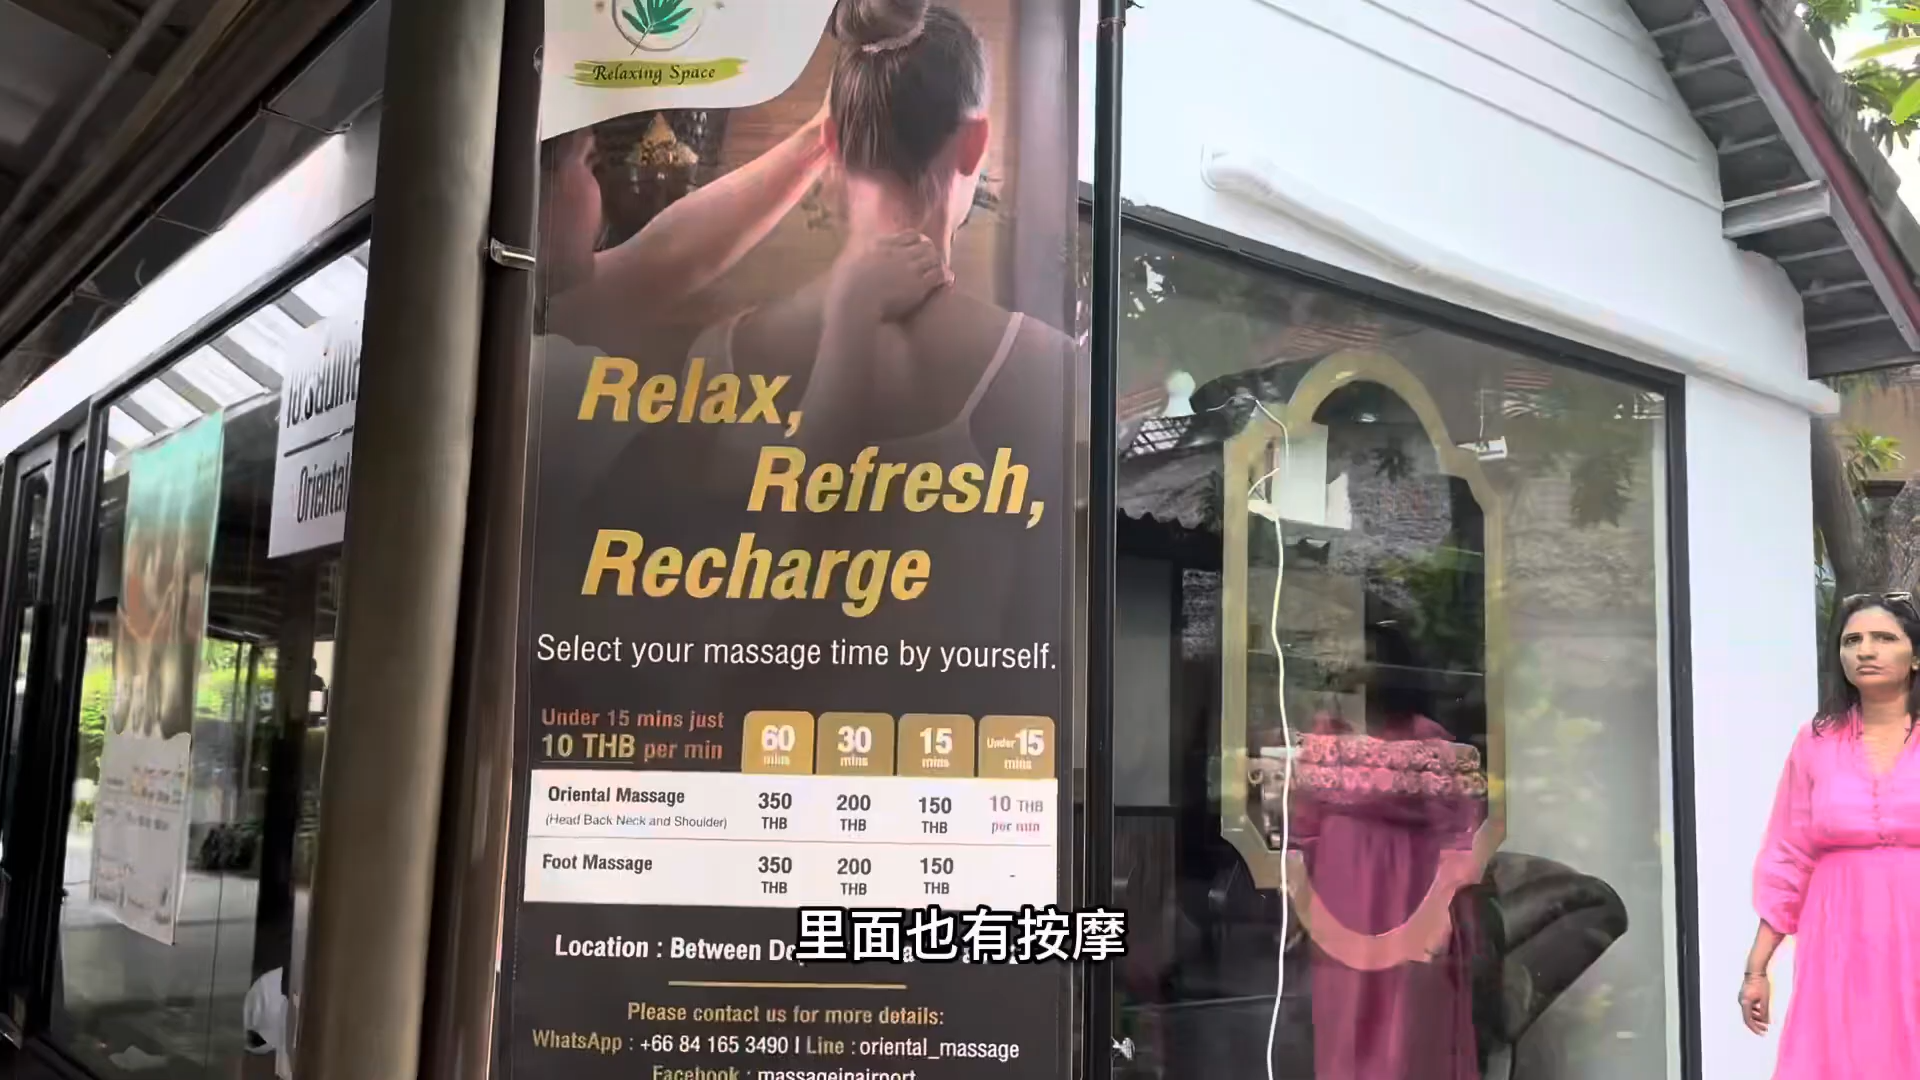 Relaxing Space
Relax,
Refresh,
Recharge
Select your massage time by yourself.
Under 15 mins just
10 THB per min
60 mins
30 mins
15 mins
Under 15 mins
Oriental Massage
(Head Back Neck and Shoulder)
350 THB
200 THB
150 THB
10 THB per min
Foot Massage
350 THB
200 THB
150 THB
-
Location : Between
里面也有按摩
Please contact us for more details:
WhatsApp : +66 84 165 3490 I Line : oriental_massage
Facebook : massageinairport
Oriental